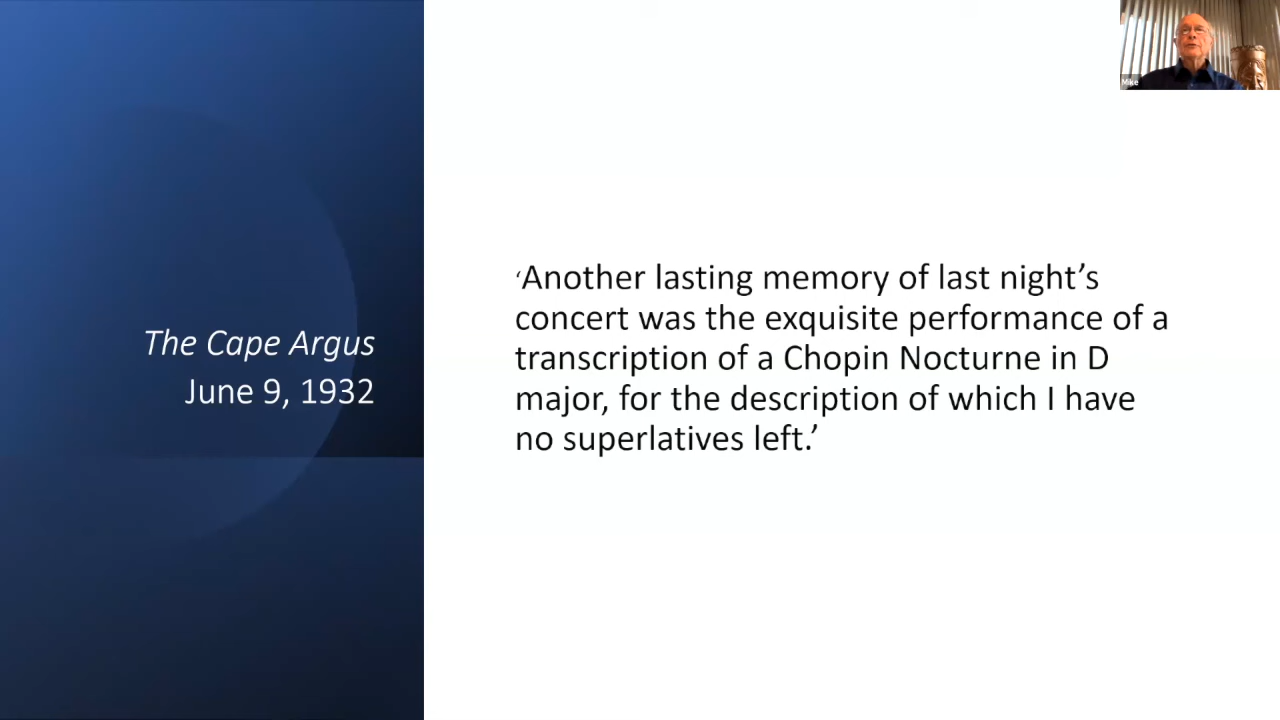 The Cape Argus
June 9, 1932
‘Another lasting memory of last night’s
concert was the exquisite performance of a
transcription of a Chopin Nocturne in D
major, for the description of which I have
no superlatives left.’
Mike